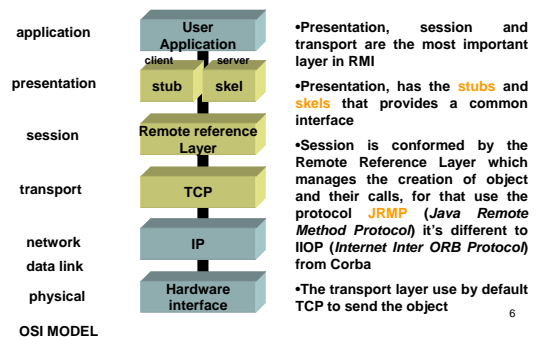 application
User
Application
client
server
presentation
stub
skel
session
Remote reference
Layer
transport
TCP
network
IP
data link
physical
Hardware
interface
OSI MODEL
•Presentation, session and
transport are the most important
layer in RMI
•Presentation, has the stubs and
skels that provides a common
interface
•Session is conformed by the
Remote Reference Layer which
manages the creation of object
and their calls, for that use the
protocol JRMP (Java Remote
Method Protocol) it's different to
IIOP (Internet Inter ORB Protocol)
from Corba
•The transport layer use by default
TCP to send the object
6